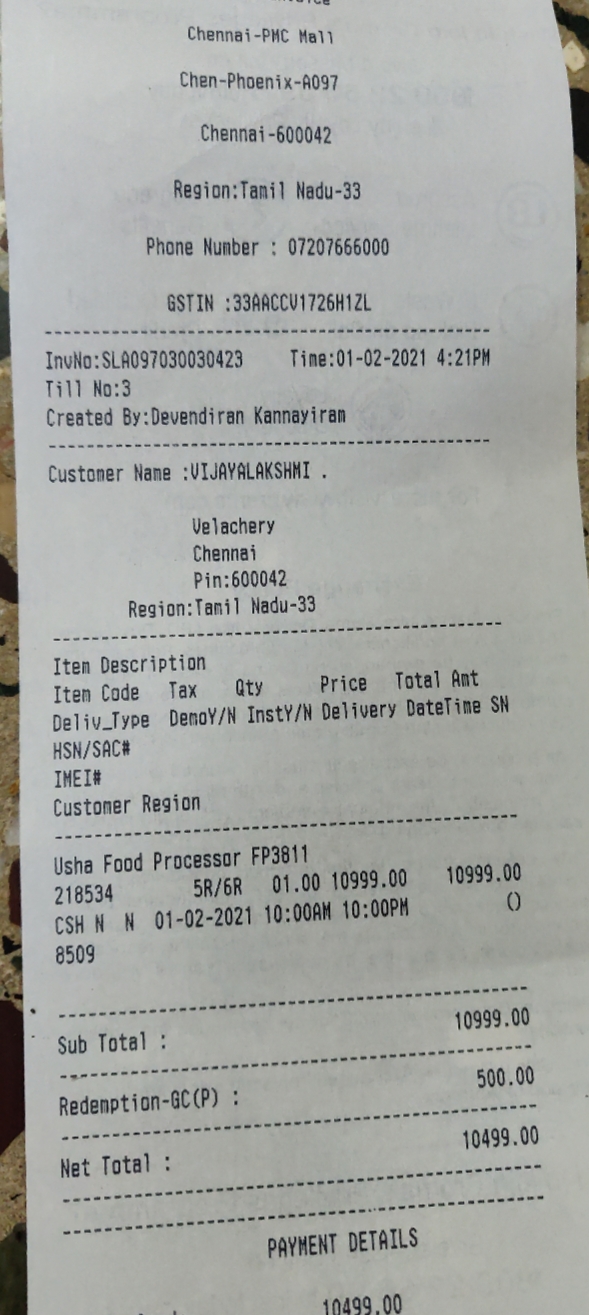 Chennai-PMC Mall
Chen-Phoenix-A097
Chennai-600042
Region:Tamil Nadu-33
Phone Number : 07207666000
GSTIN :33AACCV1726H1ZL
InvNo:SLA097030030423 Time:01-02-2021 4:21PM
Till No:3
Created By:Devendiran Kannayiram
Customer Name :VIJAYALAKSHMI .
Velachery
Chennai
Pin:600042
Region:Tamil Nadu-33
Item Description
Item Code Tax Qty Price Total Amt
Deliv_Type DemoY/N InstY/N Delivery DateTime SN
HSN/SAC#
IMEI#
Customer Region
Usha Food Processor FP3811
218534 5R/6R 01.00 10999.00 10999.00
CSH N N 01-02-2021 10:00AM 10:00PM ()
8509
Sub Total : 10999.00
Redemption-GC(P) : 500.00
Net Total : 10499.00
PAYMENT DETAILS
10499.00